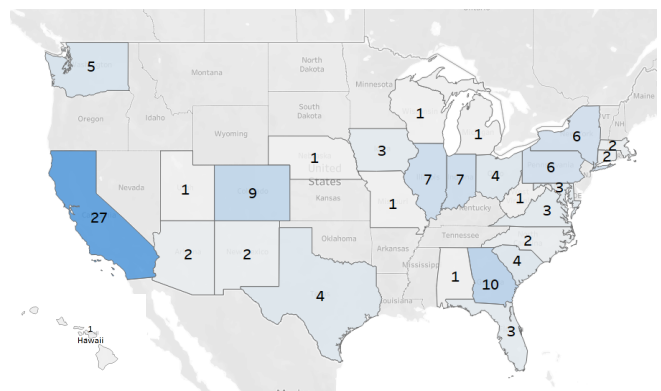 North
Dakota
Montana
Minnesota
5
Maine
Oregon
Idaho
South
Dakota
VT
NH
1
1
6
2
2
Wyoming
3
1
6
United
States
4
Nevada
1
9
7
7
3
1
3
Kansas
1
Kentucky
DE
27
Tennessee
2
Oklahoma
Arkansas
2
2
4
Mississippi
1
10
4
Louisiana
3
1
Hawaii